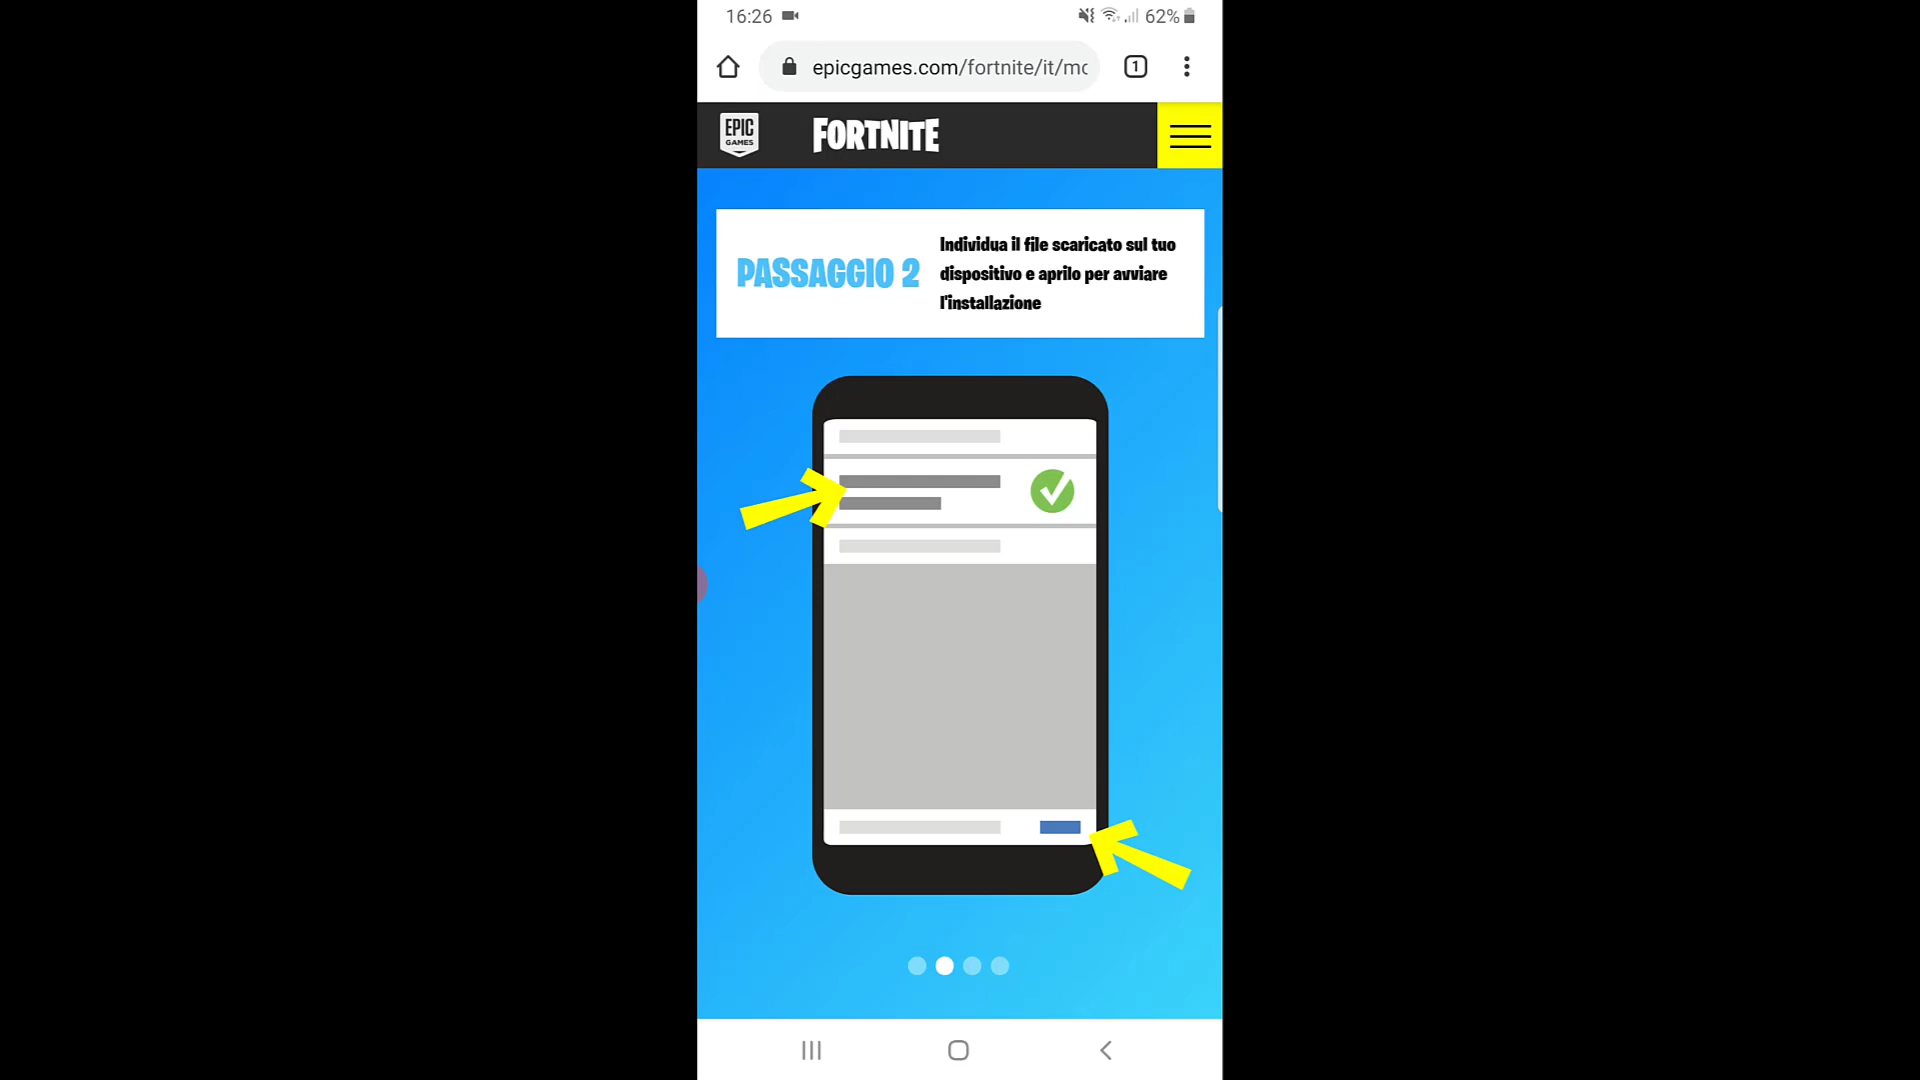 16:26
62%
epicgames.com/fortnite/it/mo
1
EPIC
GAMES
FORTNITE
PASSAGGIO 2
Individua il file scaricato sul tuo
dispositivo e aprilo per avviare
l'installazione